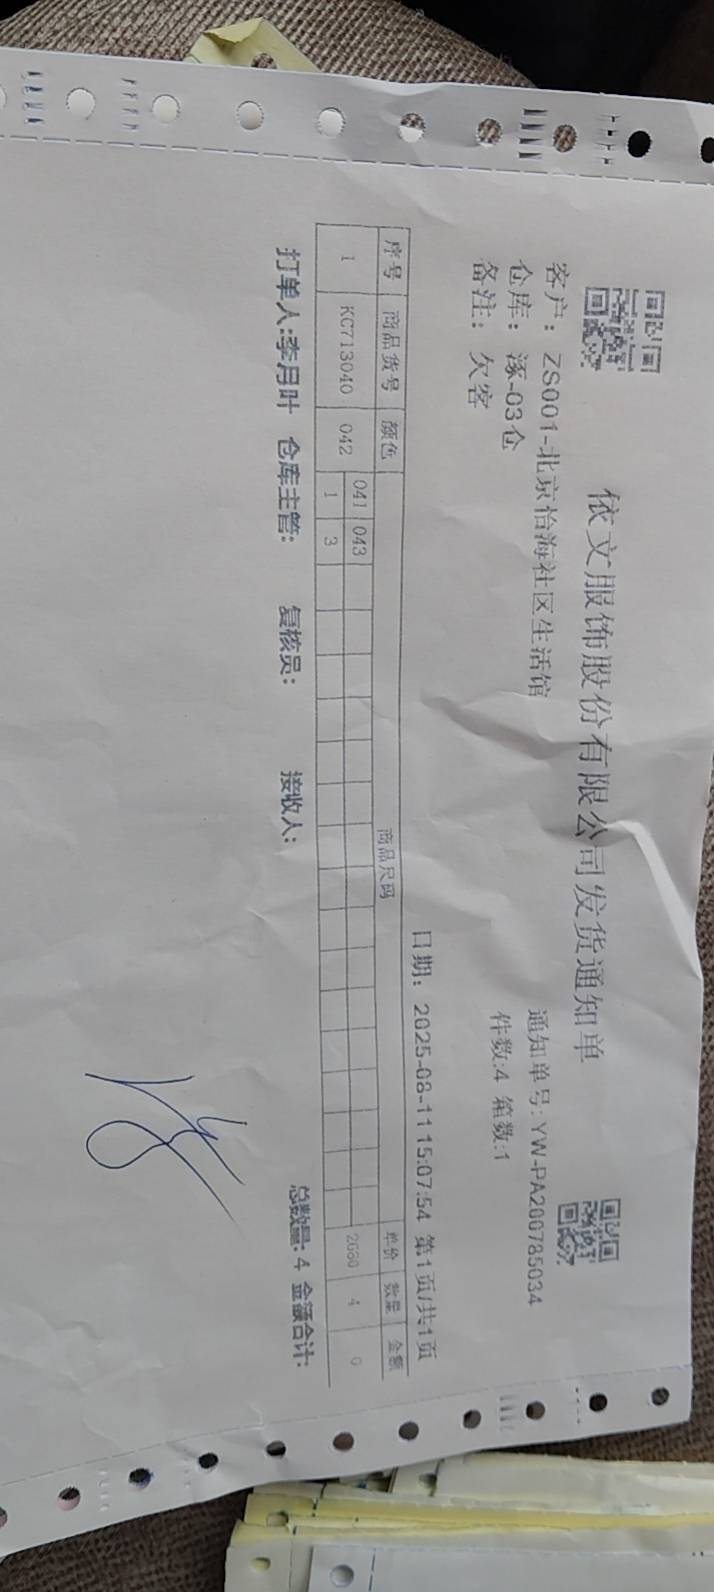 依文服饰股份有限公司发货通知单
客户: ZS001-北京怡海社区生活馆
通知单号: YW-PA200785034
仓库: 涿-03仓
件数:4 箱数:1
备注: 欠客
日期: 2025-08-11 15:07:54 第1页/共1页
序号 商品货号 颜色 商品尺码 单价 数量 金额
041 043
1 KC713040 042 1 3 2080 4 0
打单人:李月叶 仓库主管: 复核员: 接收人: 总数量: 4 金额合计: